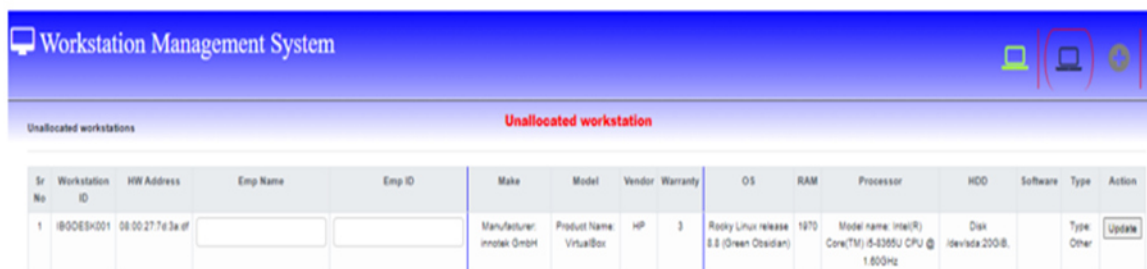 Workstation Management System
Unallocated workstation
Unallocated workstations
Sr No Workstation ID HW Address Emp Name Emp ID Make Model Vendor Warranty OS RAM Processor HDD Software Type Action
1 IBGDESK001 08:00:27:7d:3a:df Manufacturer: innotek GmbH Product Name: VirtualBox HP 3 Rocky Linux release 8.8 (Green Obsidian) 1970 Model name: Intel(R) Core(TM) i5-8365U CPU @ 1.60GHz Disk /dev/sda:20GiB, Type: Other Update